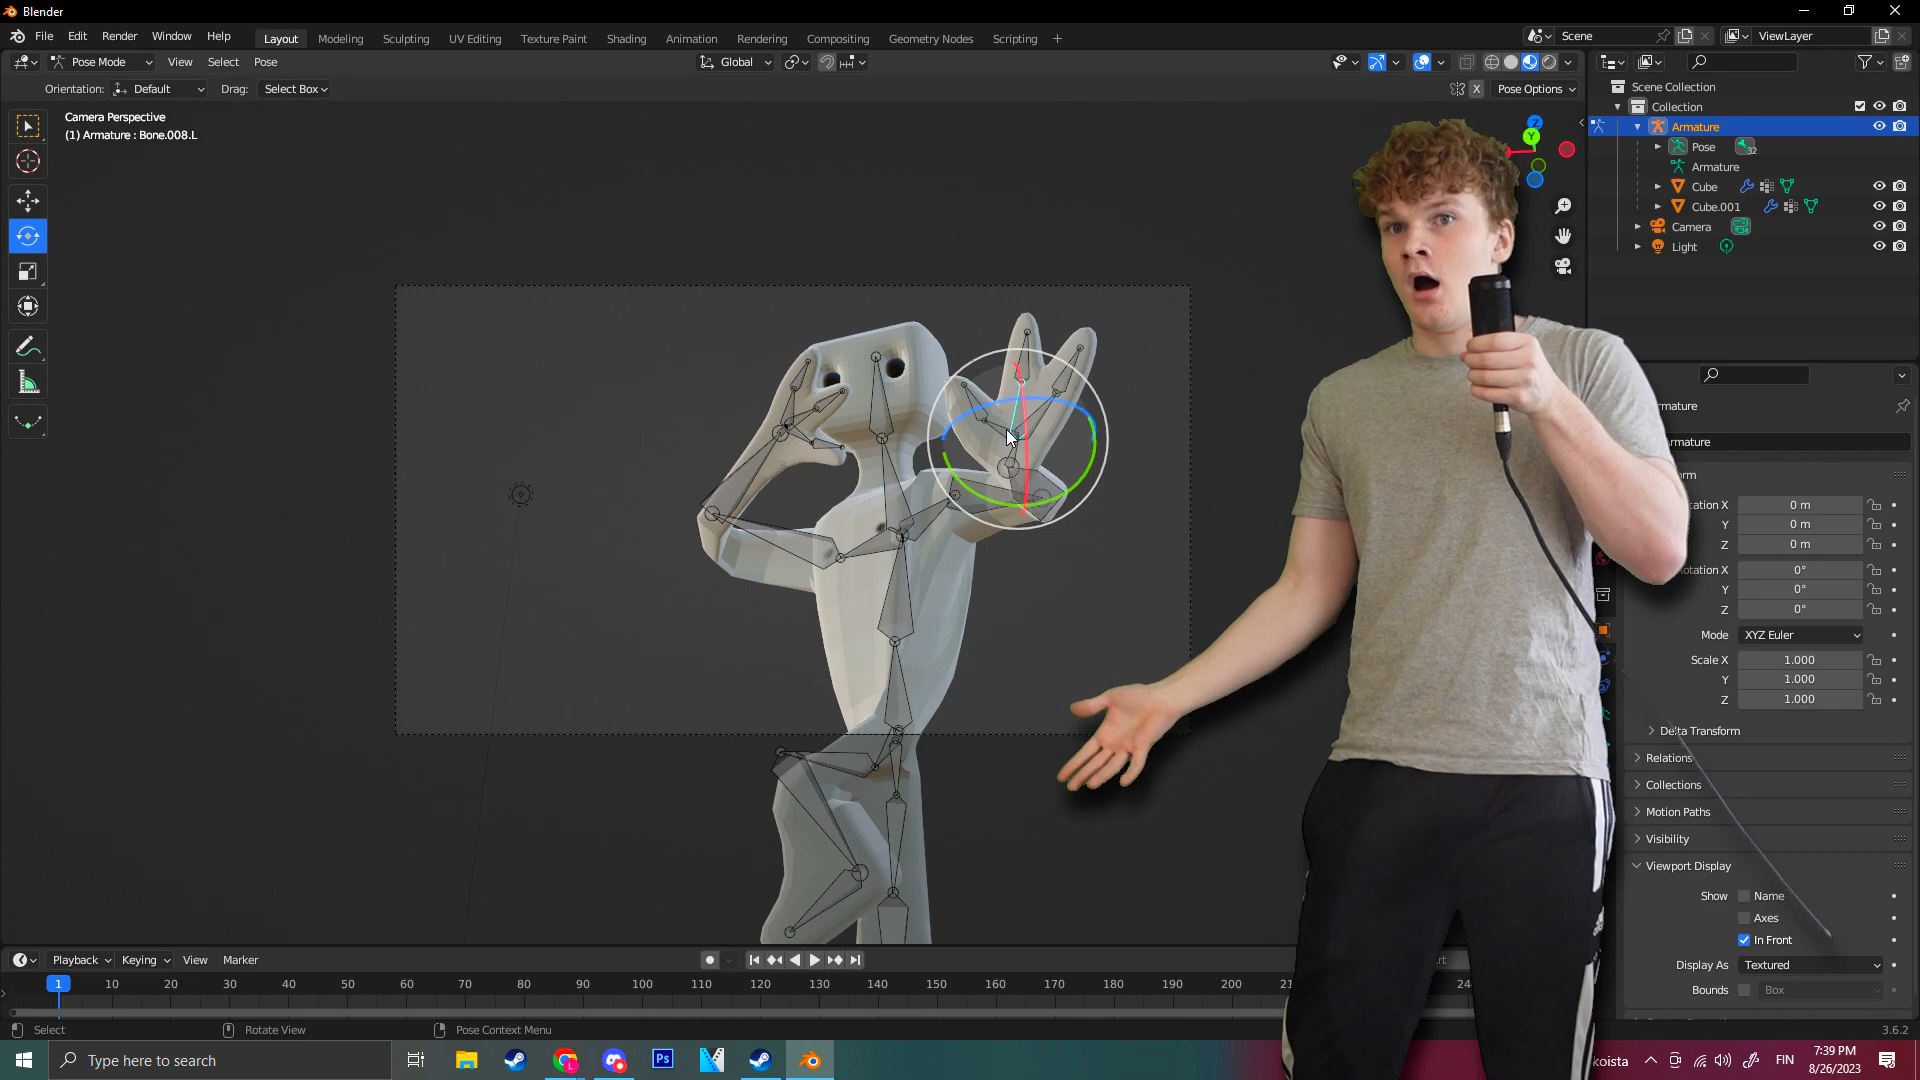 Blender
File Edit Render Window Help
Layout Modeling Sculpting UV Editing Texture Paint Shading Animation Rendering Compositing Geometry Nodes Scripting +
Scene
ViewLayer
Pose Mode View Select Pose
Global
Orientation: Default Drag: Select Box
X Pose Options
Camera Perspective
(1) Armature : Bone.008.L
Z
Y
Scene Collection
Collection
Armature
Pose 32
Armature
Cube
Cube.001
Camera
Light
rmature
rmature
orm
cation X 0 m
Y 0 m
Z 0 m
otation X 0°
Y 0°
Z 0°
Mode XYZ Euler
Scale X 1.000
Y 1.000
Z 1.000
Delta Transform
Relations
Collections
Motion Paths
Visibility
Viewport Display
Show Name
Axes
In Front
Display As Textured
Bounds Box
Playback Keying View Marker
1 10 20 30 40 50 60 70 80 90 100 110 120 130 140 150 160 170 180 190 200 21 24
Select Rotate View Pose Context Menu 3.6.2
Type here to search
Ps
koista
FIN
7:39 PM
8/26/2023